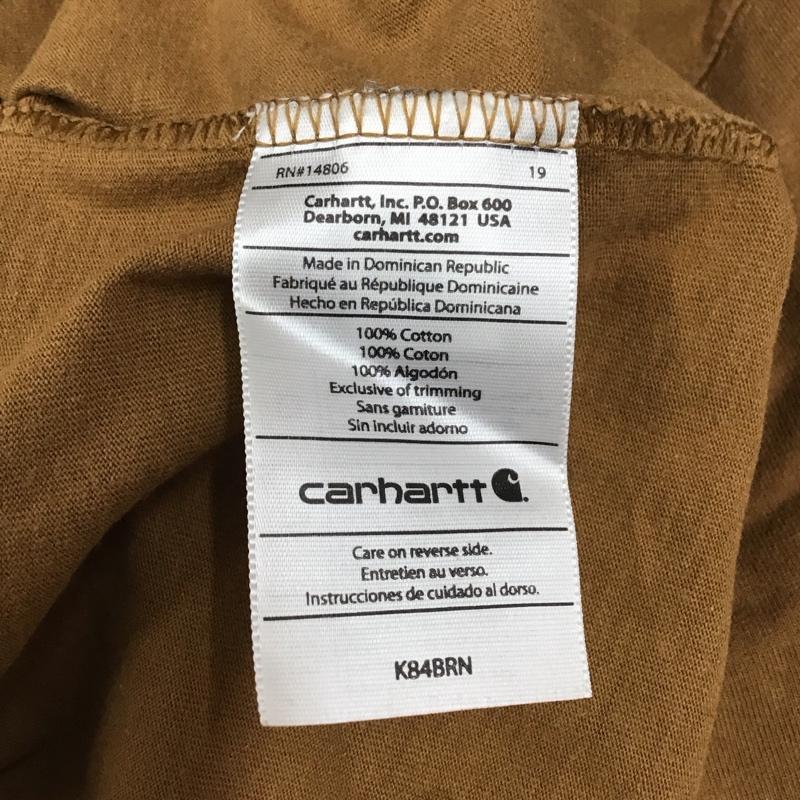 RN#14806 19
Carhartt, Inc. P.O. Box 600
Dearborn, MI 48121 USA
carhartt.com
Made in Dominican Republic
Fabriqué au République Dominicaine
Hecho en República Dominicana
100% Cotton
100% Coton
100% Algodón
Exclusive of trimming
Sans garniture
Sin incluir adorno
carhartt
Care on reverse side.
Entretien au verso.
Instrucciones de cuidado al dorso.
K84BRN